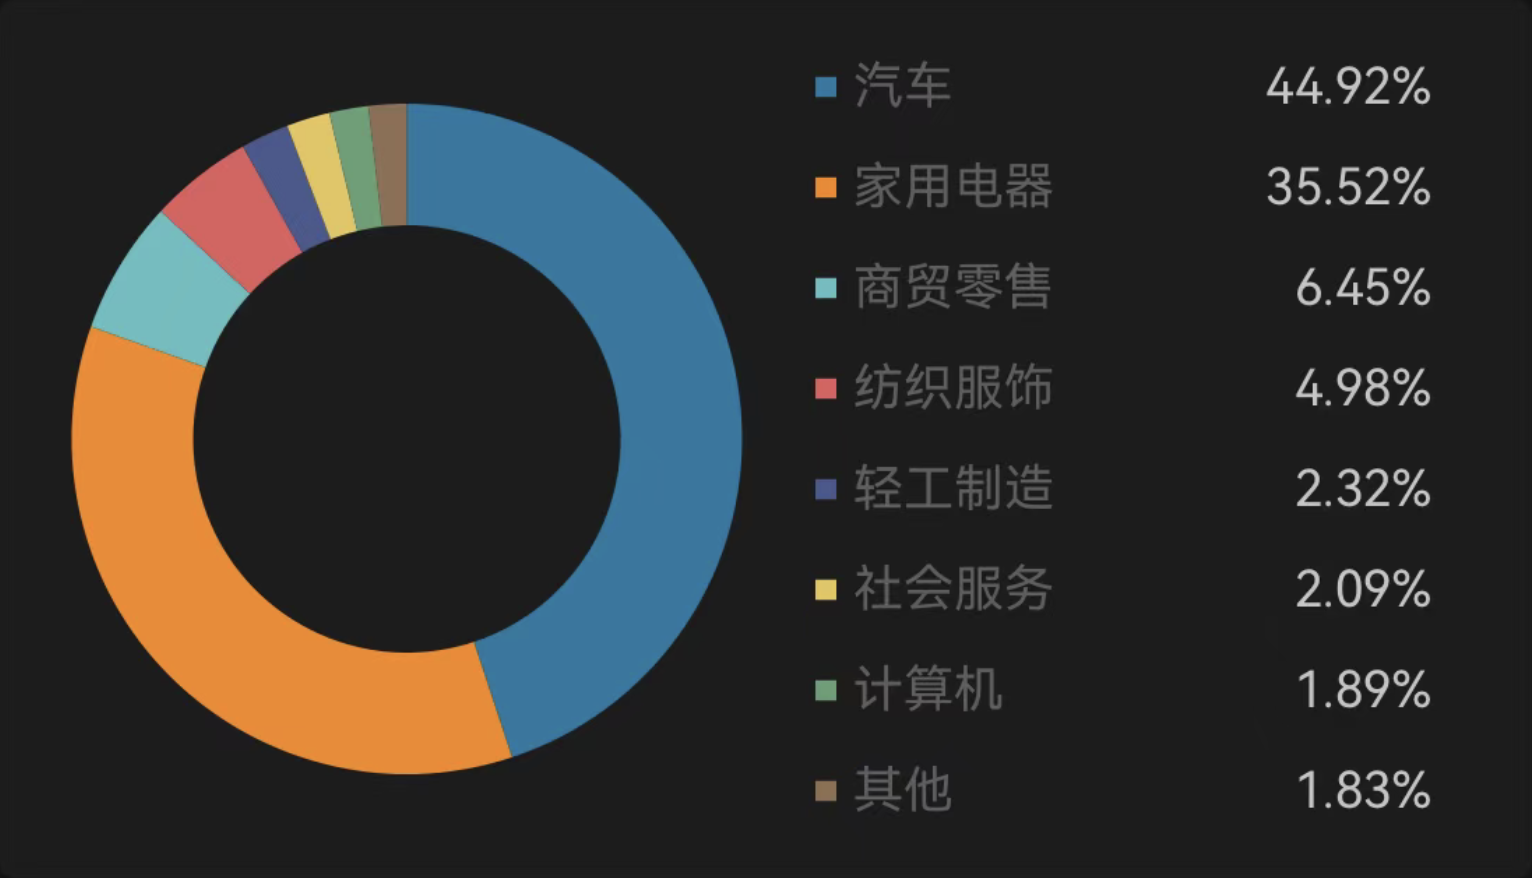 汽车 44.92%
家用电器 35.52%
商贸零售 6.45%
纺织服饰 4.98%
轻工制造 2.32%
社会服务 2.09%
计算机 1.89%
其他 1.83%